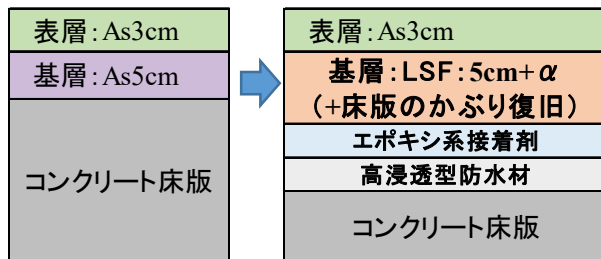 表層:As3cm
基層:As5cm
コンクリート床版
表層:As3cm
基層:LSF:5cm+α
(+床版のかぶり復旧)
エポキシ系接着剤
高浸透型防水材
コンクリート床版